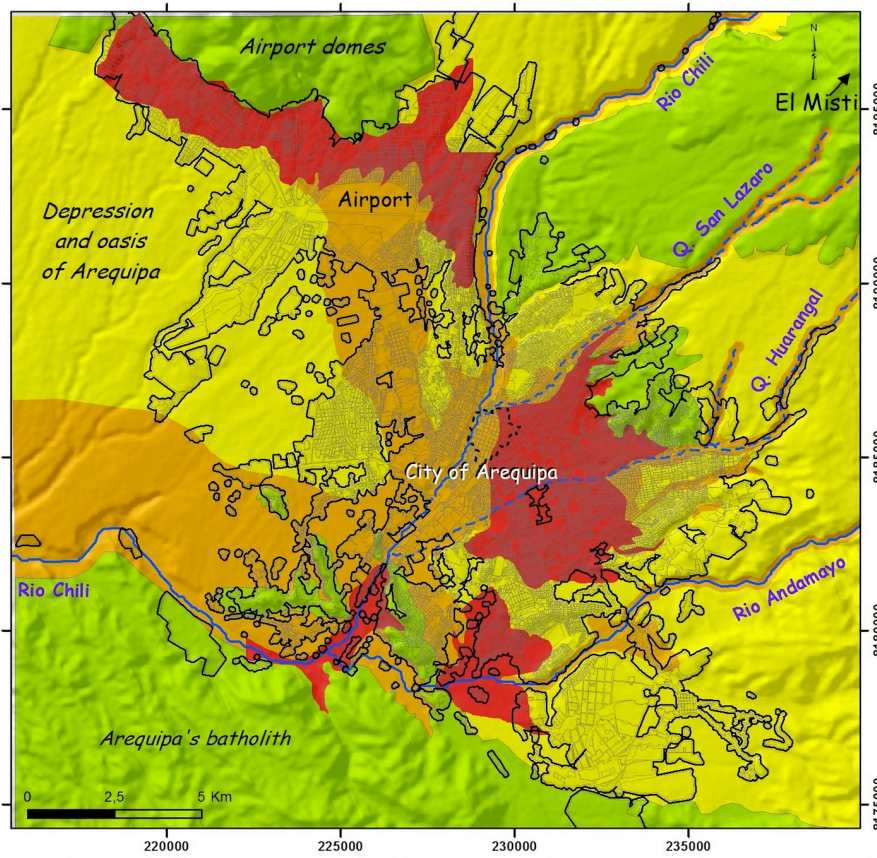 Airport domes
N
S
Rio Chili
El Misti
Q. San Lazaro
Airport
Depression
and oasis
of Arequipa
Q. Huarangal
City of Arequipa
Rio Chili
Rio Andamayo
Arequipa's batholith
0 2,5 5 Km
220000 225000 230000 235000